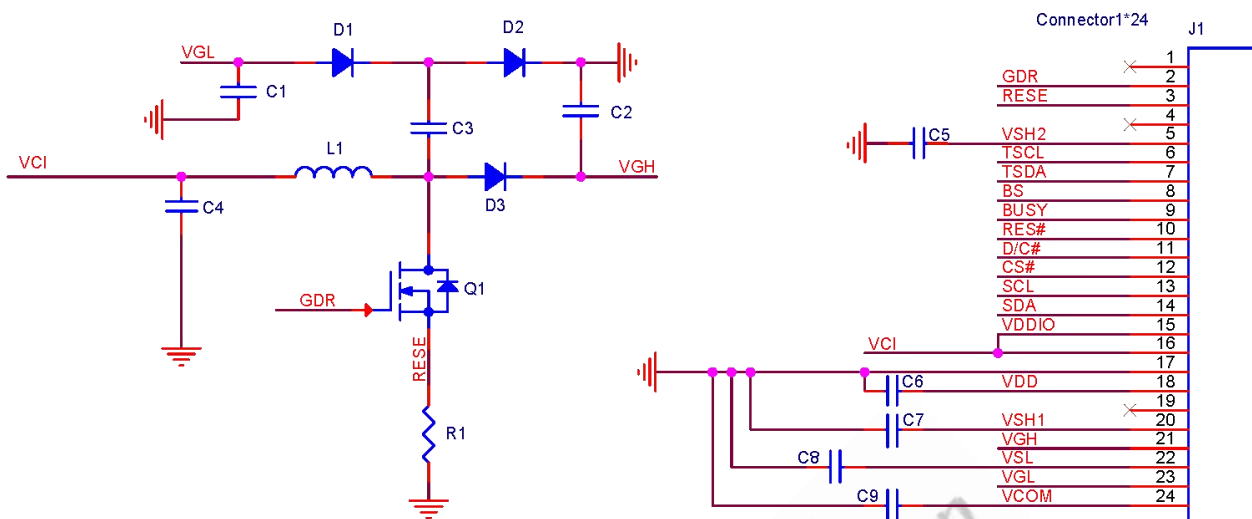 Connector1*24
J1
VGL
D1
D2
C1
C3
C2
VCI
L1
D3
VGH
C4
GDR
Q1
RESE
R1
1
GDR 2
RESE 3
4
C5 VSH2 5
TSCL 6
TSDA 7
BS 8
BUSY 9
RES# 10
D/C# 11
CS# 12
SCL 13
SDA 14
VDDIO 15
VCI 16
17
C6 VDD 18
19
C7 VSH1 20
VGH 21
C8 VSL 22
VGL 23
C9 VCOM 24